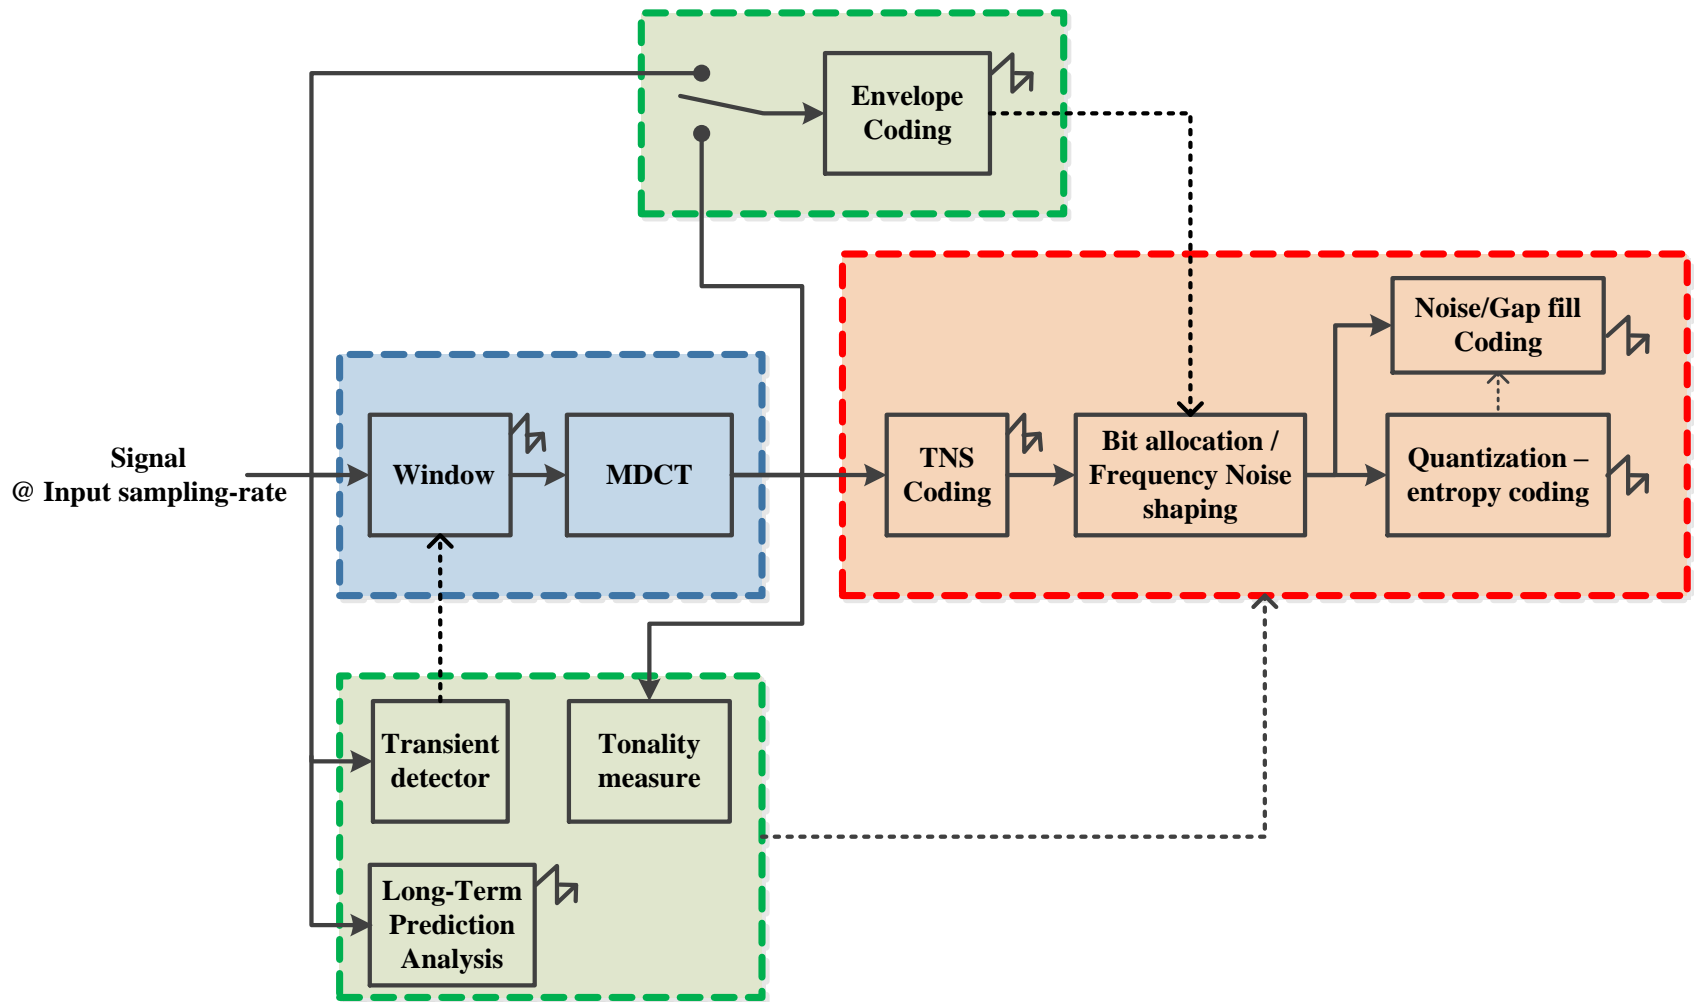 Envelope
Coding
Noise/Gap fill
Coding
Signal
@ Input sampling-rate
Window
MDCT
TNS
Coding
Bit allocation /
Frequency Noise
shaping
Quantization –
entropy coding
Transient
detector
Tonality
measure
Long-Term
Prediction
Analysis